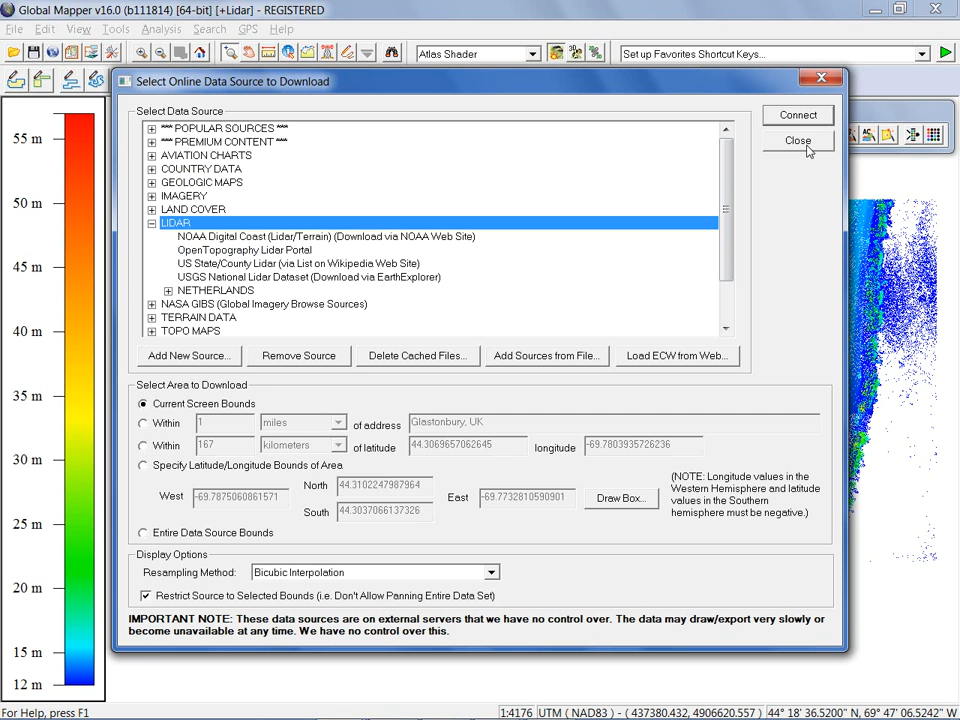 Global Mapper v16.0 (b111814) [64-bit] [+Lidar] - REGISTERED
File Edit View Tools Analysis Search GPS Help
Atlas Shader
Set up Favorites Shortcut Keys...
Select Online Data Source to Download
Select Data Source
*** POPULAR SOURCES ***
*** PREMIUM CONTENT ***
AVIATION CHARTS
COUNTRY DATA
GEOLOGIC MAPS
IMAGERY
LAND COVER
LIDAR
NOAA Digital Coast (Lidar/Terrain) (Download via NOAA Web Site)
OpenTopography Lidar Portal
US State/County Lidar (via List on Wikipedia Web Site)
USGS National Lidar Dataset (Download via EarthExplorer)
NETHERLANDS
NASA GIBS (Global Imagery Browse Sources)
TERRAIN DATA
TOPO MAPS
Connect
Close
Add New Source... Remove Source Delete Cached Files... Add Sources from File... Load ECW from Web...
Select Area to Download
Current Screen Bounds
Within 1 miles of address Glastonbury, UK
Within 167 kilometers of latitude 44.3069657062645 longitude -69.7803935726236
Specify Latitude/Longitude Bounds of Area
North 44.3102247987964
West -69.7875060861571 East -69.7732810590901 Draw Box...
South 44.3037066137326
(NOTE: Longitude values in the
Western Hemisphere and latitude
values in the Southern
hemisphere must be negative.)
Entire Data Source Bounds
Display Options
Resampling Method: Bicubic Interpolation
Restrict Source to Selected Bounds (i.e. Don't Allow Panning Entire Data Set)
IMPORTANT NOTE: These data sources are on external servers that we have no control over. The data may draw/export very slowly or
become unavailable at any time. We have no control over this.
55 m
50 m
45 m
40 m
35 m
30 m
25 m
20 m
15 m
12 m
For Help, press F1
1:4176 UTM ( NAD83 ) - ( 437380.432, 4906620.557 ) 44° 18' 36.5200" N, 69° 47' 06.5242" W